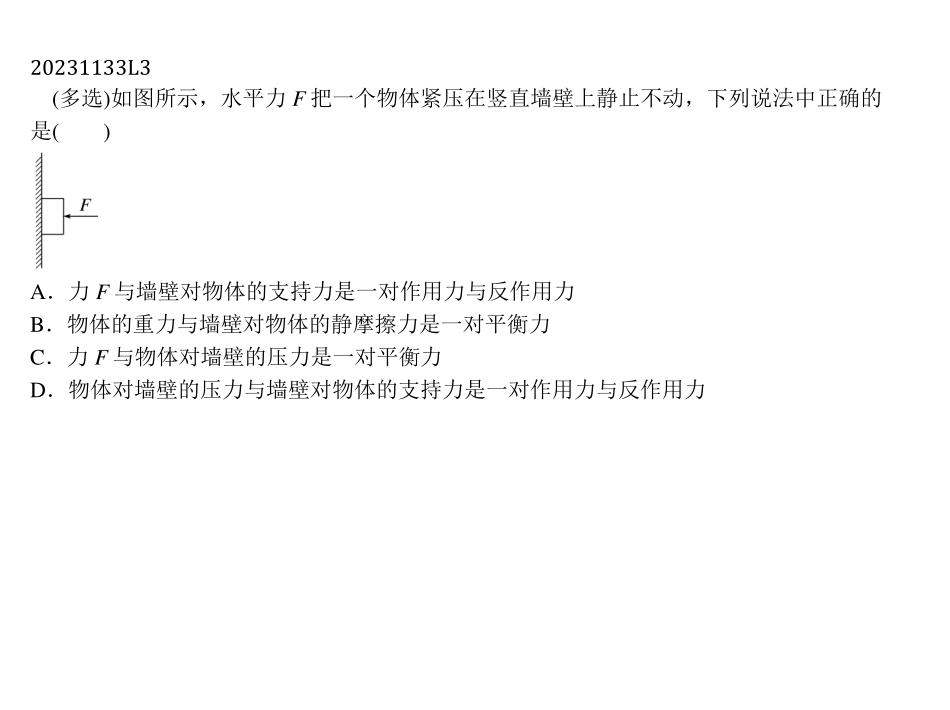 20231133L3
(多选)如图所示，水平力 F 把一个物体紧压在竖直墙壁上静止不动，下列说法中正确的
是(　　)
F
A．力 F 与墙壁对物体的支持力是一对作用力与反作用力
B．物体的重力与墙壁对物体的静摩擦力是一对平衡力
C．力 F 与物体对墙壁的压力是一对平衡力
D．物体对墙壁的压力与墙壁对物体的支持力是一对作用力与反作用力